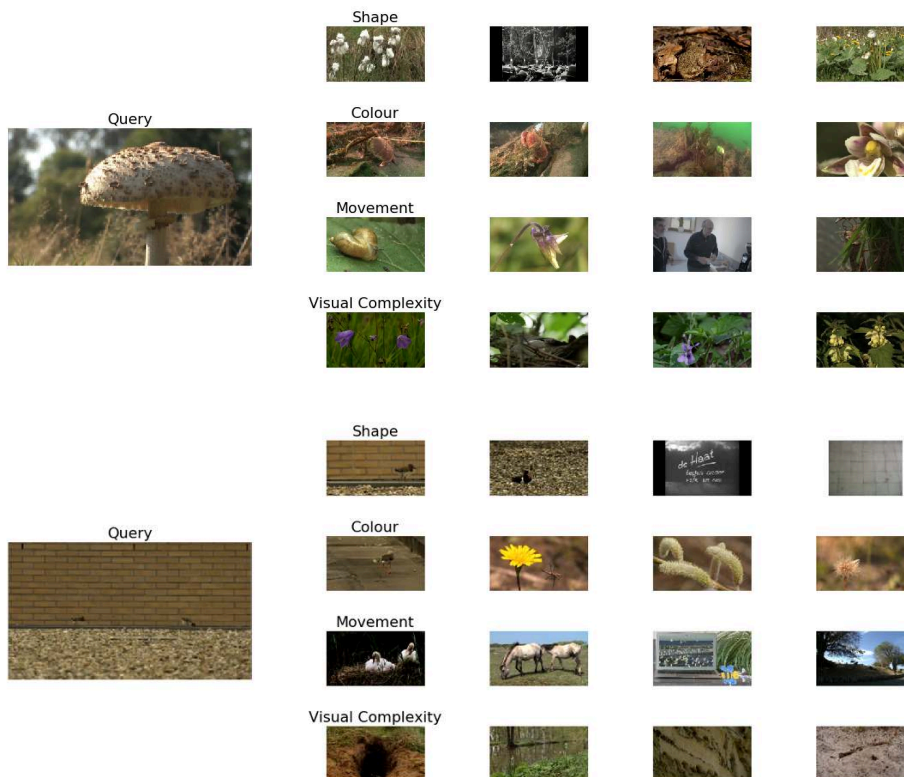 Shape
Colour
Query
Movement
Visual Complexity
Shape
de Haat
Colour
Query
Movement
Visual Complexity